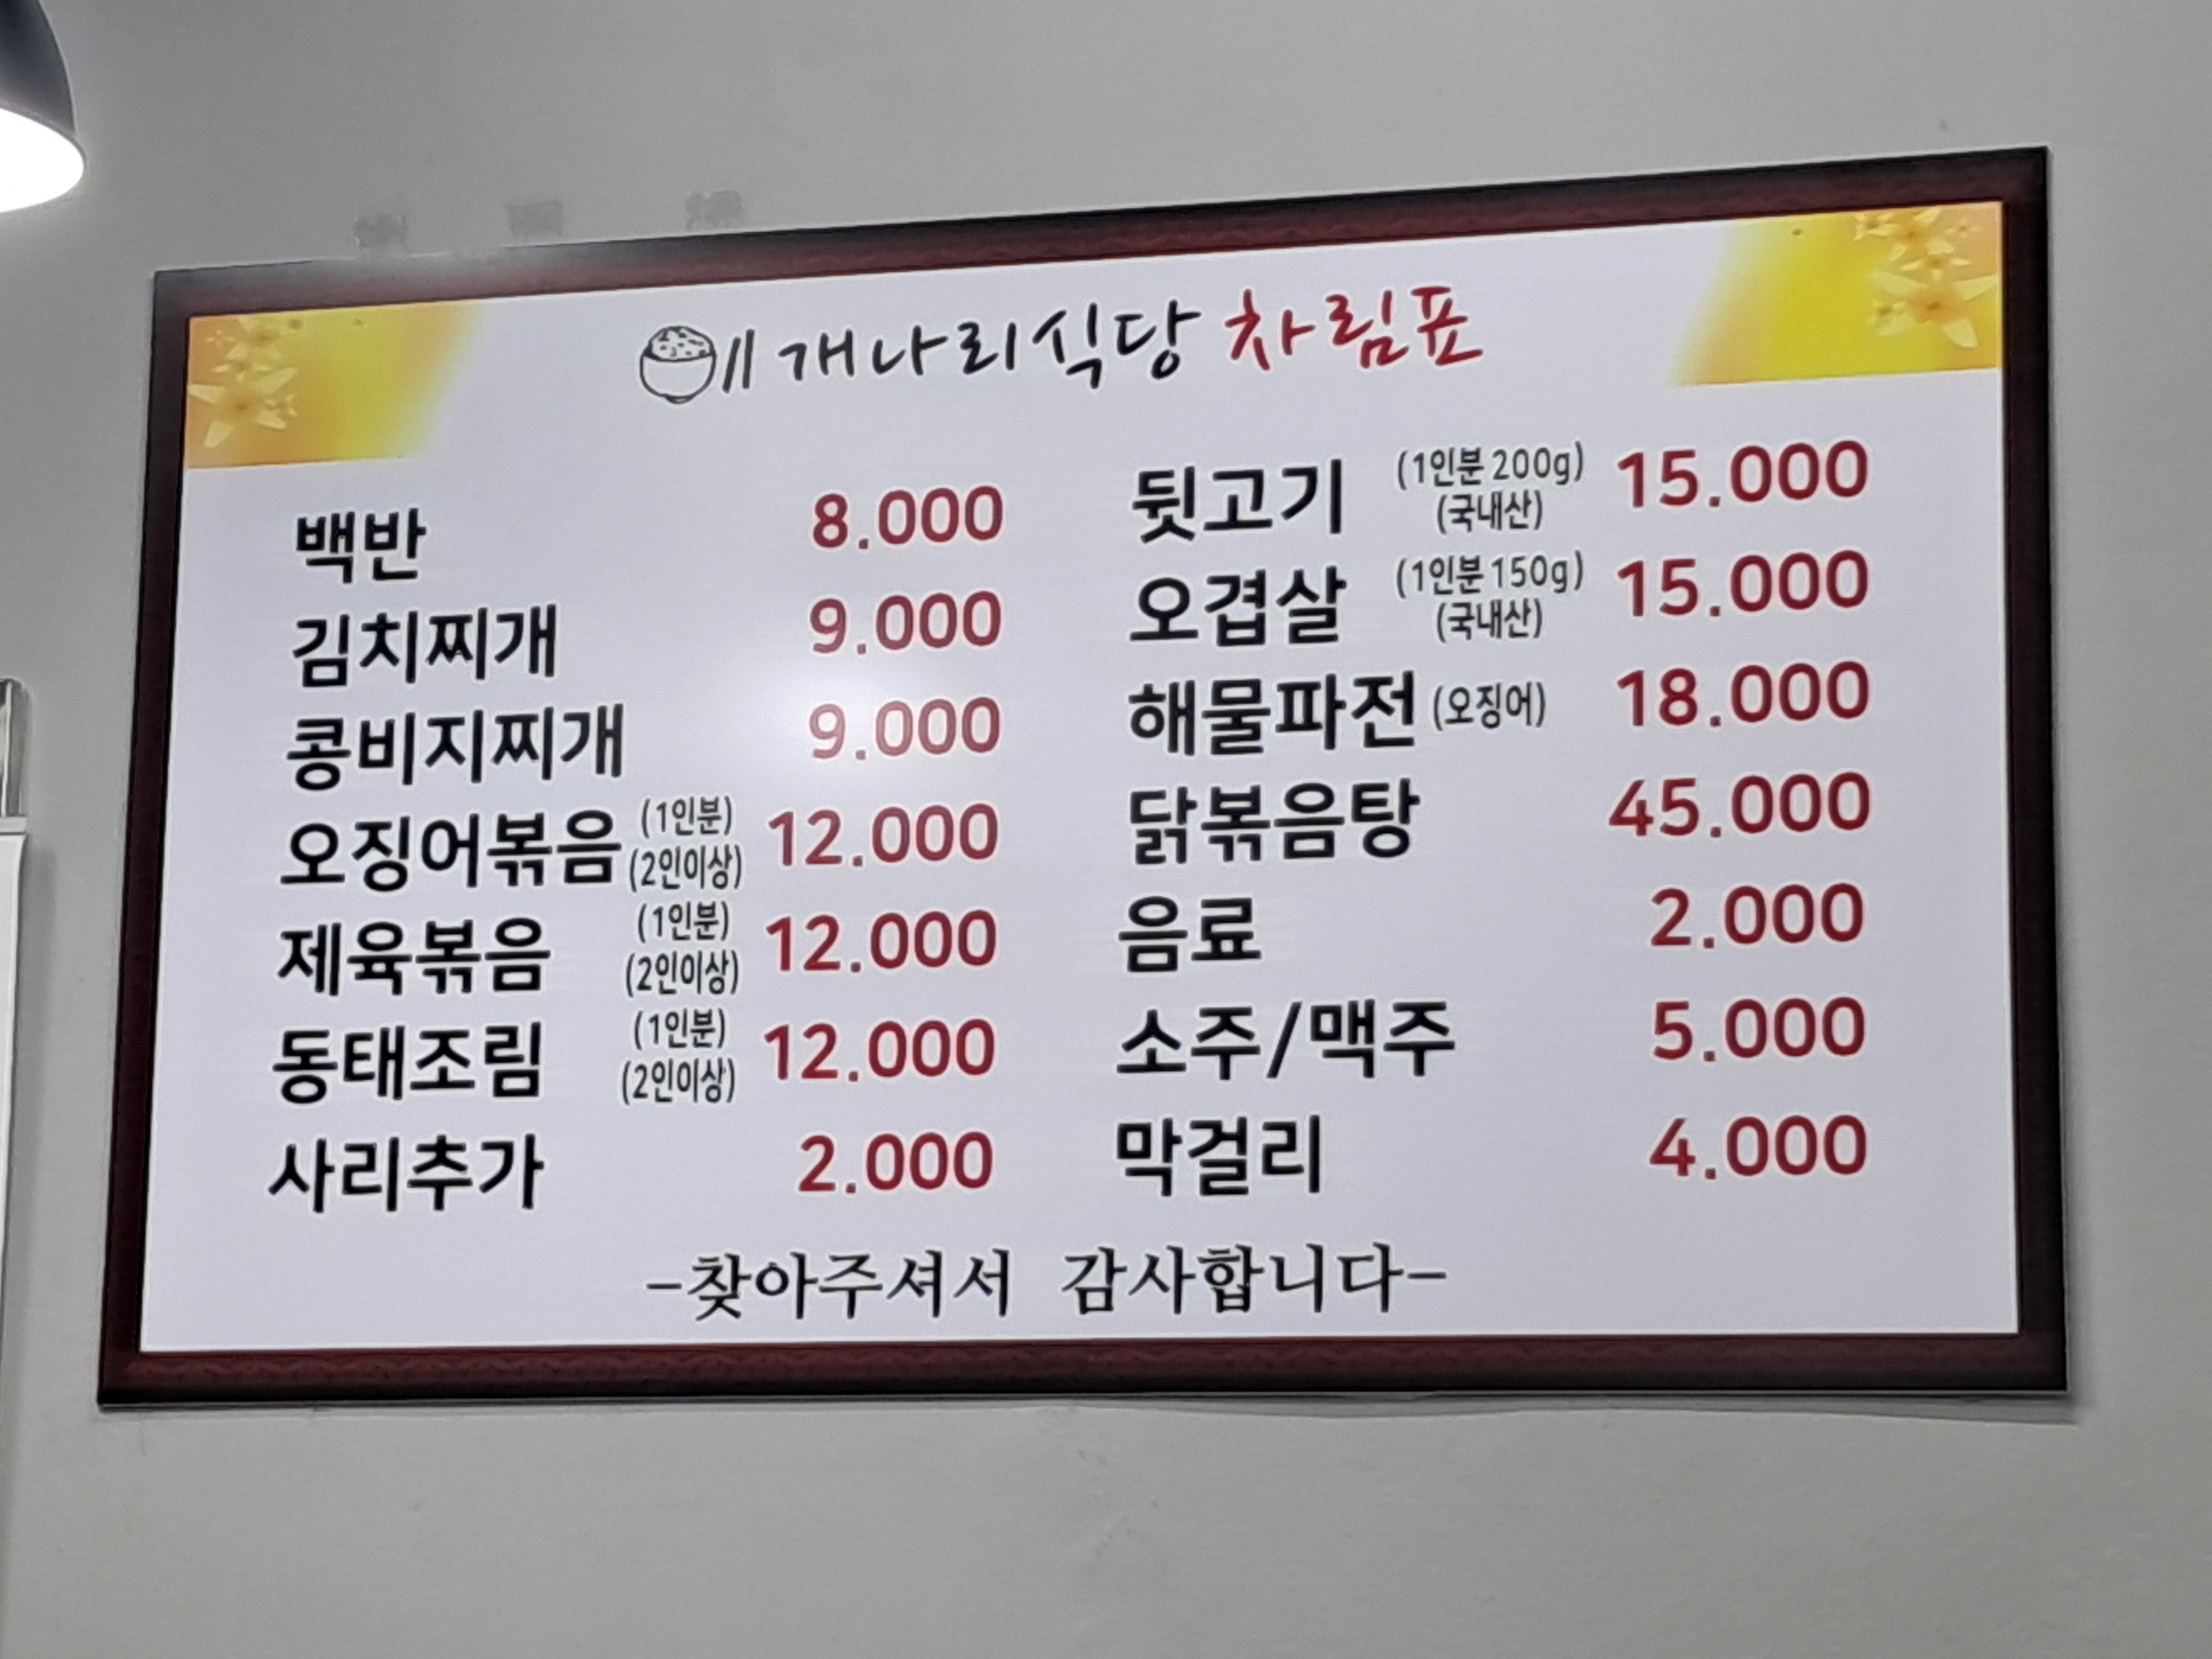 개나리식당 차림표
백반 8.000
김치찌개 9.000
콩비지찌개 9.000
오징어볶음 (1인분) (2인이상) 12.000
제육볶음 (1인분) (2인이상) 12.000
동태조림 (1인분) (2인이상) 12.000
사리추가 2.000
뒷고기 (1인분 200g) (국내산) 15.000
오겹살 (1인분 150g) (국내산) 15.000
해물파전 (오징어) 18.000
닭볶음탕 45.000
음료 2.000
소주/맥주 5.000
막걸리 4.000
-찾아주셔서 감사합니다-